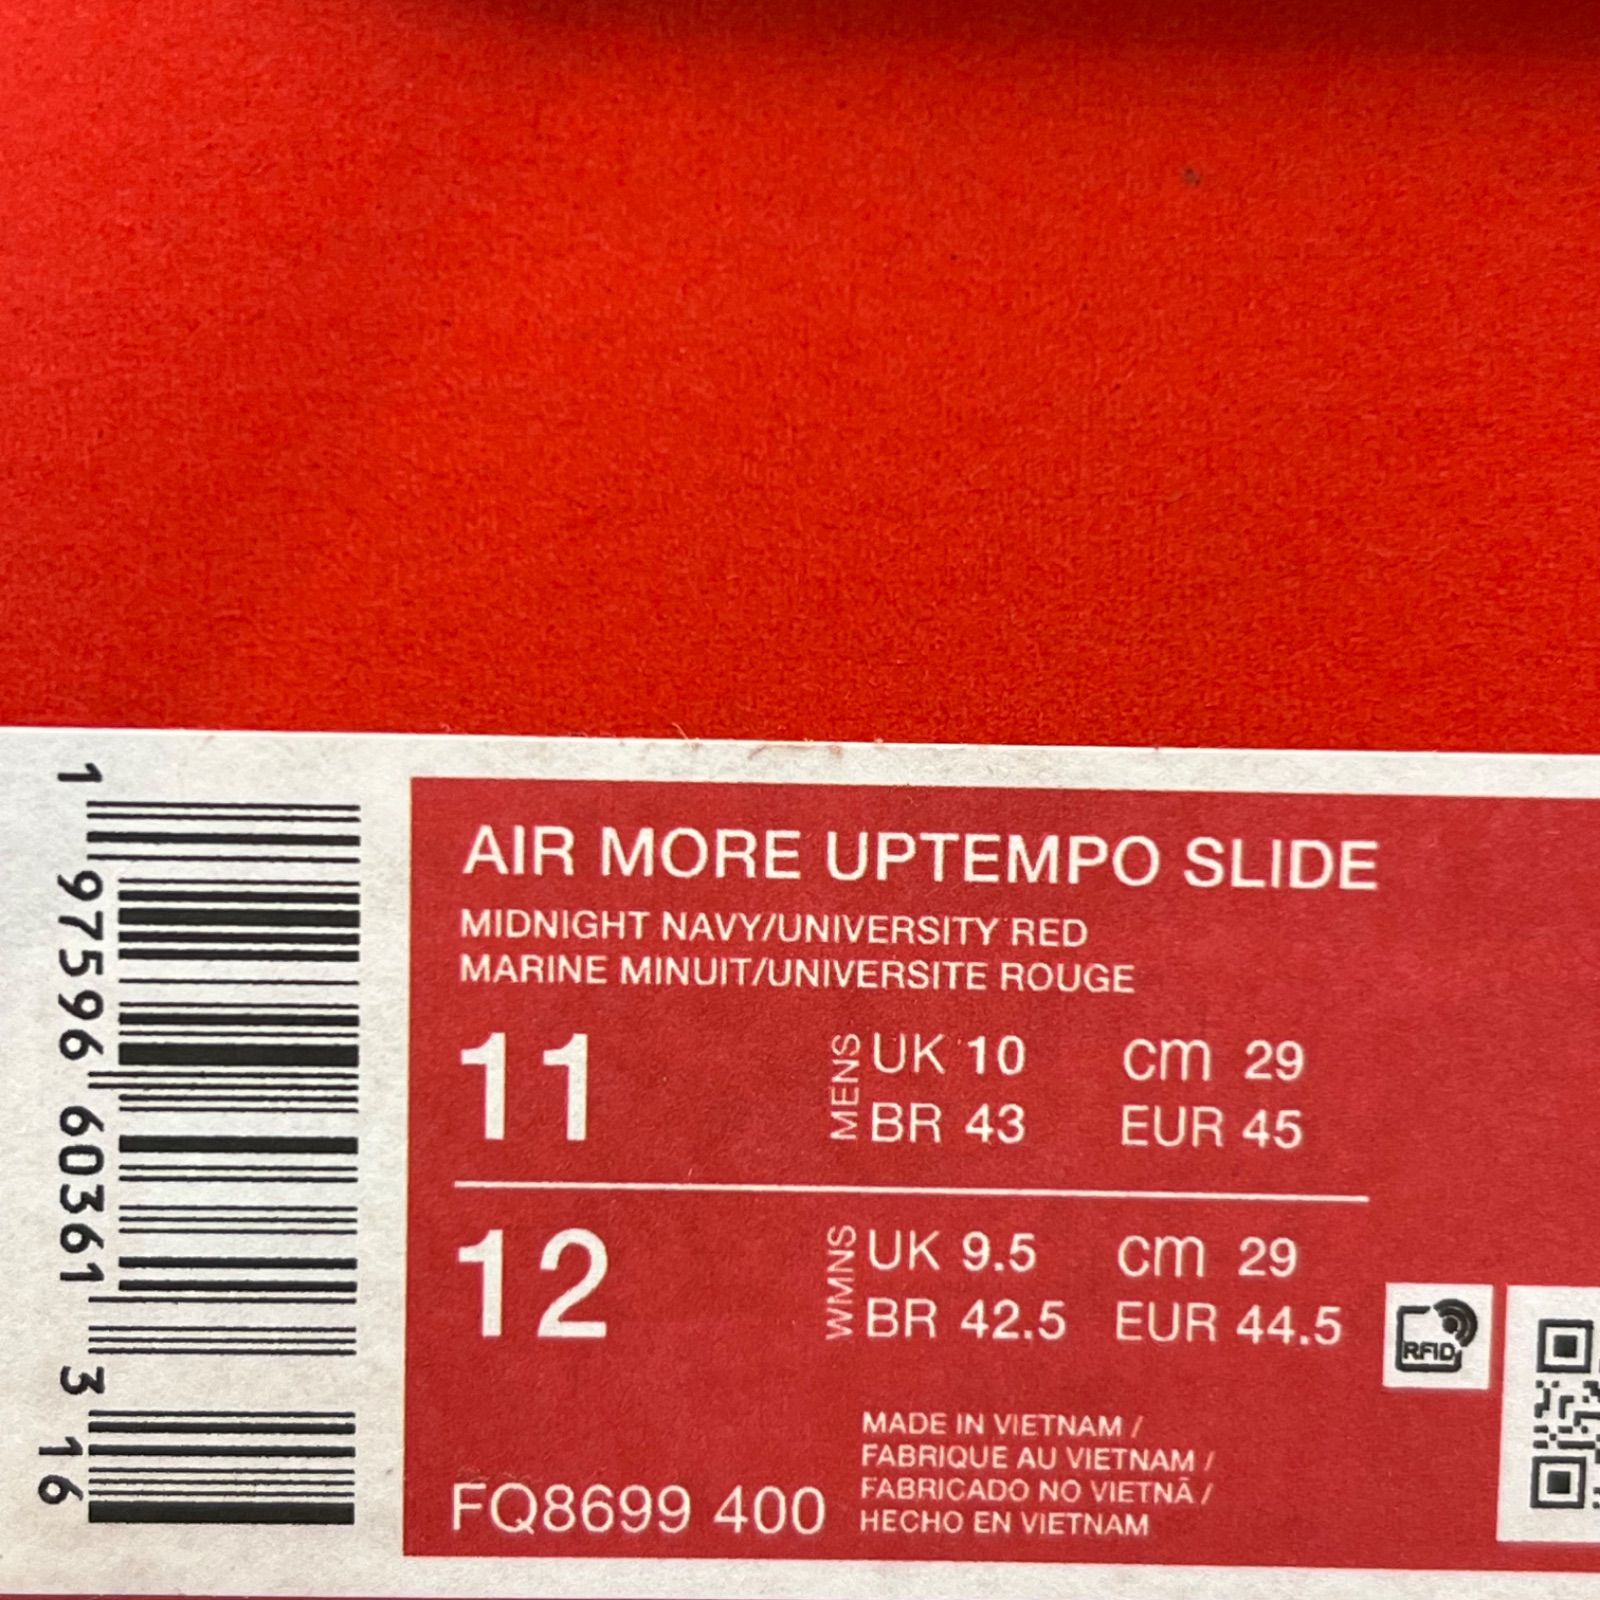 1 97596 60361 3 16
AIR MORE UPTEMPO SLIDE
MIDNIGHT NAVY/UNIVERSITY RED
MARINE MINUIT/UNIVERSITE ROUGE
11 MENS UK 10 cm 29
BR 43 EUR 45
12 WMNS UK 9.5 cm 29
BR 42.5 EUR 44.5
RFID
MADE IN VIETNAM /
FABRIQUE AU VIETNAM /
FABRICADO NO VIETNÃ /
HECHO EN VIETNAM
FQ8699 400